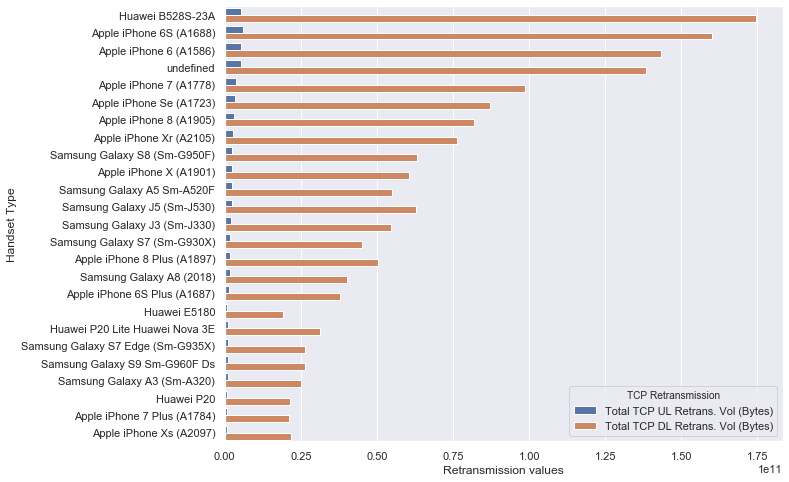 Huawei B528S-23A
Apple iPhone 6S (A1688)
Apple iPhone 6 (A1586)
undefined
Apple iPhone 7 (A1778)
Apple iPhone Se (A1723)
Apple iPhone 8 (A1905)
Apple iPhone Xr (A2105)
Samsung Galaxy S8 (Sm-G950F)
Apple iPhone X (A1901)
Samsung Galaxy A5 Sm-A520F
Samsung Galaxy J5 (Sm-J530)
Samsung Galaxy J3 (Sm-J330)
Samsung Galaxy S7 (Sm-G930X)
Apple iPhone 8 Plus (A1897)
Samsung Galaxy A8 (2018)
Apple iPhone 6S Plus (A1687)
Huawei E5180
Huawei P20 Lite Huawei Nova 3E
Samsung Galaxy S7 Edge (Sm-G935X)
Samsung Galaxy S9 Sm-G960F Ds
Samsung Galaxy A3 (Sm-A320)
Huawei P20
Apple iPhone 7 Plus (A1784)
Apple iPhone Xs (A2097)
Handset Type
TCP Retransmission
Total TCP UL Retrans. Vol (Bytes)
Total TCP DL Retrans. Vol (Bytes)
0.00 0.25 0.50 0.75 1.00 1.25 1.50 1.75
1e11
Retransmission values